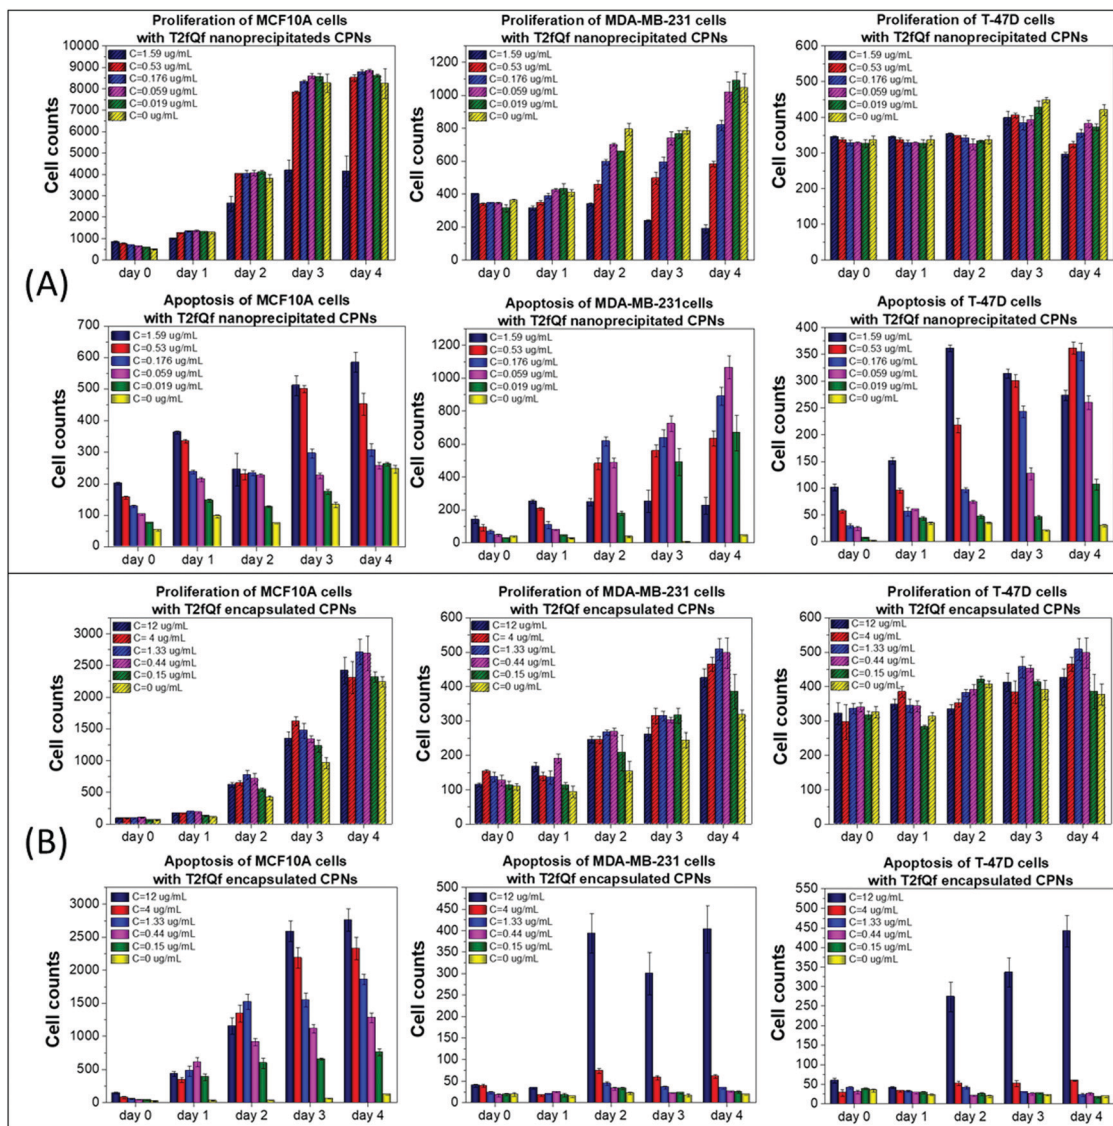 Proliferation of MCF10A cells
with T2fQf nanoprecipitateds CPNs
10000
9000
8000
7000
6000
5000
4000
3000
2000
1000
0
Cell counts
C=1.59 ug/mL
C=0.53 ug/mL
C=0.176 ug/mL
C=0.059 ug/mL
C=0.019 ug/mL
C=0 ug/mL
day 0 day 1 day 2 day 3 day 4
Proliferation of MDA-MB-231 cells
with T2fQf nanoprecipitated CPNs
1200
1000
800
600
400
200
0
Cell counts
C=1.59 ug/mL
C=0.53 ug/mL
C=0.176 ug/mL
C=0.059 ug/mL
C=0.019 ug/mL
C=0 ug/mL
day 0 day 1 day 2 day 3 day 4
Proliferation of T-47D cells
with T2fQf nanoprecipitated CPNs
600
500
400
300
200
100
0
Cell counts
C=1.59 ug/mL
C=0.53 ug/mL
C=0.176 ug/mL
C=0.059 ug/mL
C=0.019 ug/mL
C=0 ug/mL
day 0 day 1 day 2 day 3 day 4
(A)
Apoptosis of MCF10A cells
with T2fQf nanoprecipitated CPNs
700
600
500
400
300
200
100
0
Cell counts
C=1.59 ug/mL
C=0.53 ug/mL
C=0.176 ug/mL
C=0.059 ug/mL
C=0.019 ug/mL
C=0 ug/mL
day 0 day 1 day 2 day 3 day 4
Apoptosis of MDA-MB-231cells
with T2fQf nanoprecipitated CPNs
1200
1000
800
600
400
200
0
Cell counts
C=1.59 ug/mL
C=0.53 ug/mL
C=0.176 ug/mL
C=0.059 ug/mL
C=0.019 ug/mL
C=0 ug/mL
day 0 day 1 day 2 day 3 day 4
Apoptosis of T-47D cells
with T2fQf nanoprecipitated CPNs
400
350
300
250
200
150
100
50
0
Cell counts
C=1.59 ug/mL
C=0.53 ug/mL
C=0.176 ug/mL
C=0.059 ug/mL
C=0.019 ug/mL
C=0 ug/mL
day 0 day 1 day 2 day 3 day 4
Proliferation of MCF10A cells
with T2fQf encapsulated CPNs
3000
2500
2000
1500
1000
500
0
Cell counts
C=12 ug/mL
C= 4 ug/mL
C=1.33 ug/mL
C=0.44 ug/mL
C=0.15 ug/mL
C=0 ug/mL
day 0 day 1 day 2 day 3 day 4
Proliferation of MDA-MB-231 cells
with T2fQf encapsulated CPNs
600
500
400
300
200
100
0
Cell counts
C=12 ug/mL
C=4 ug/mL
C=1.33 ug/mL
C=0.44 ug/mL
C=0.15 ug/mL
C=0 ug/mL
day 0 day 1 day 2 day 3 day 4
Proliferation of T-47D cells
with T2fQf encapsulated CPNs
600
500
400
300
200
100
0
Cell counts
C=12 ug/mL
C=4 ug/mL
C=1.33 ug/mL
C=0.44 ug/mL
C=0.15 ug/mL
C=0 ug/mL
day 0 day 1 day 2 day 3 day 4
(B)
Apoptosis of MCF10A cells
with T2fQf encapsulated CPNs
3000
2500
2000
1500
1000
500
0
Cell counts
C=12 ug/mL
C=4 ug/mL
C=1.33 ug/mL
C=0.44 ug/mL
C=0.15 ug/mL
C=0 ug/mL
day 0 day 1 day 2 day 3 day 4
Apoptosis of MDA-MB-231 cells
with T2fQf encapsulated CPNs
500
450
400
350
300
250
200
150
100
50
0
Cell counts
C=12 ug/mL
C=4 ug/mL
C=1.33 ug/mL
C=0.44 ug/mL
C=0.15 ug/mL
C=0 ug/mL
day 0 day 1 day 2 day 3 day 4
Apoptosis of T-47D cells
with T2fQf encapsulated CPNs
550
500
450
400
350
300
250
200
150
100
50
0
Cell counts
C=12 ug/mL
C=4 ug/mL
C=1.33 ug/mL
C=0.44 ug/mL
C=0.15 ug/mL
C=0 ug/mL
day 0 day 1 day 2 day 3 day 4